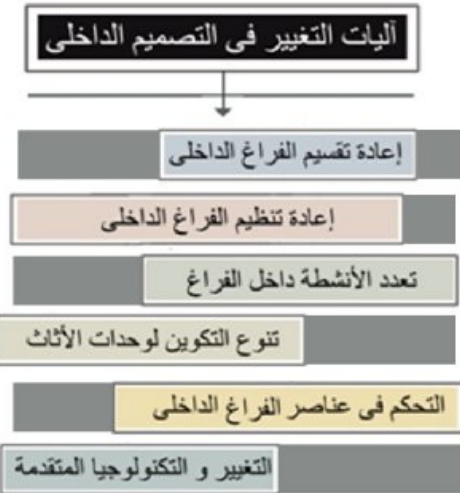 آليات التغيير فى التصميم الداخلى
إعادة تقسيم الفراغ الداخلى
إعادة تنظيم الفراغ الداخلى
تعدد الأنشطة داخل الفراغ
تنوع التكوين لوحدات الأثاث
التحكم فى عناصر الفراغ الداخلى
التغيير و التكنولوجيا المتقدمة